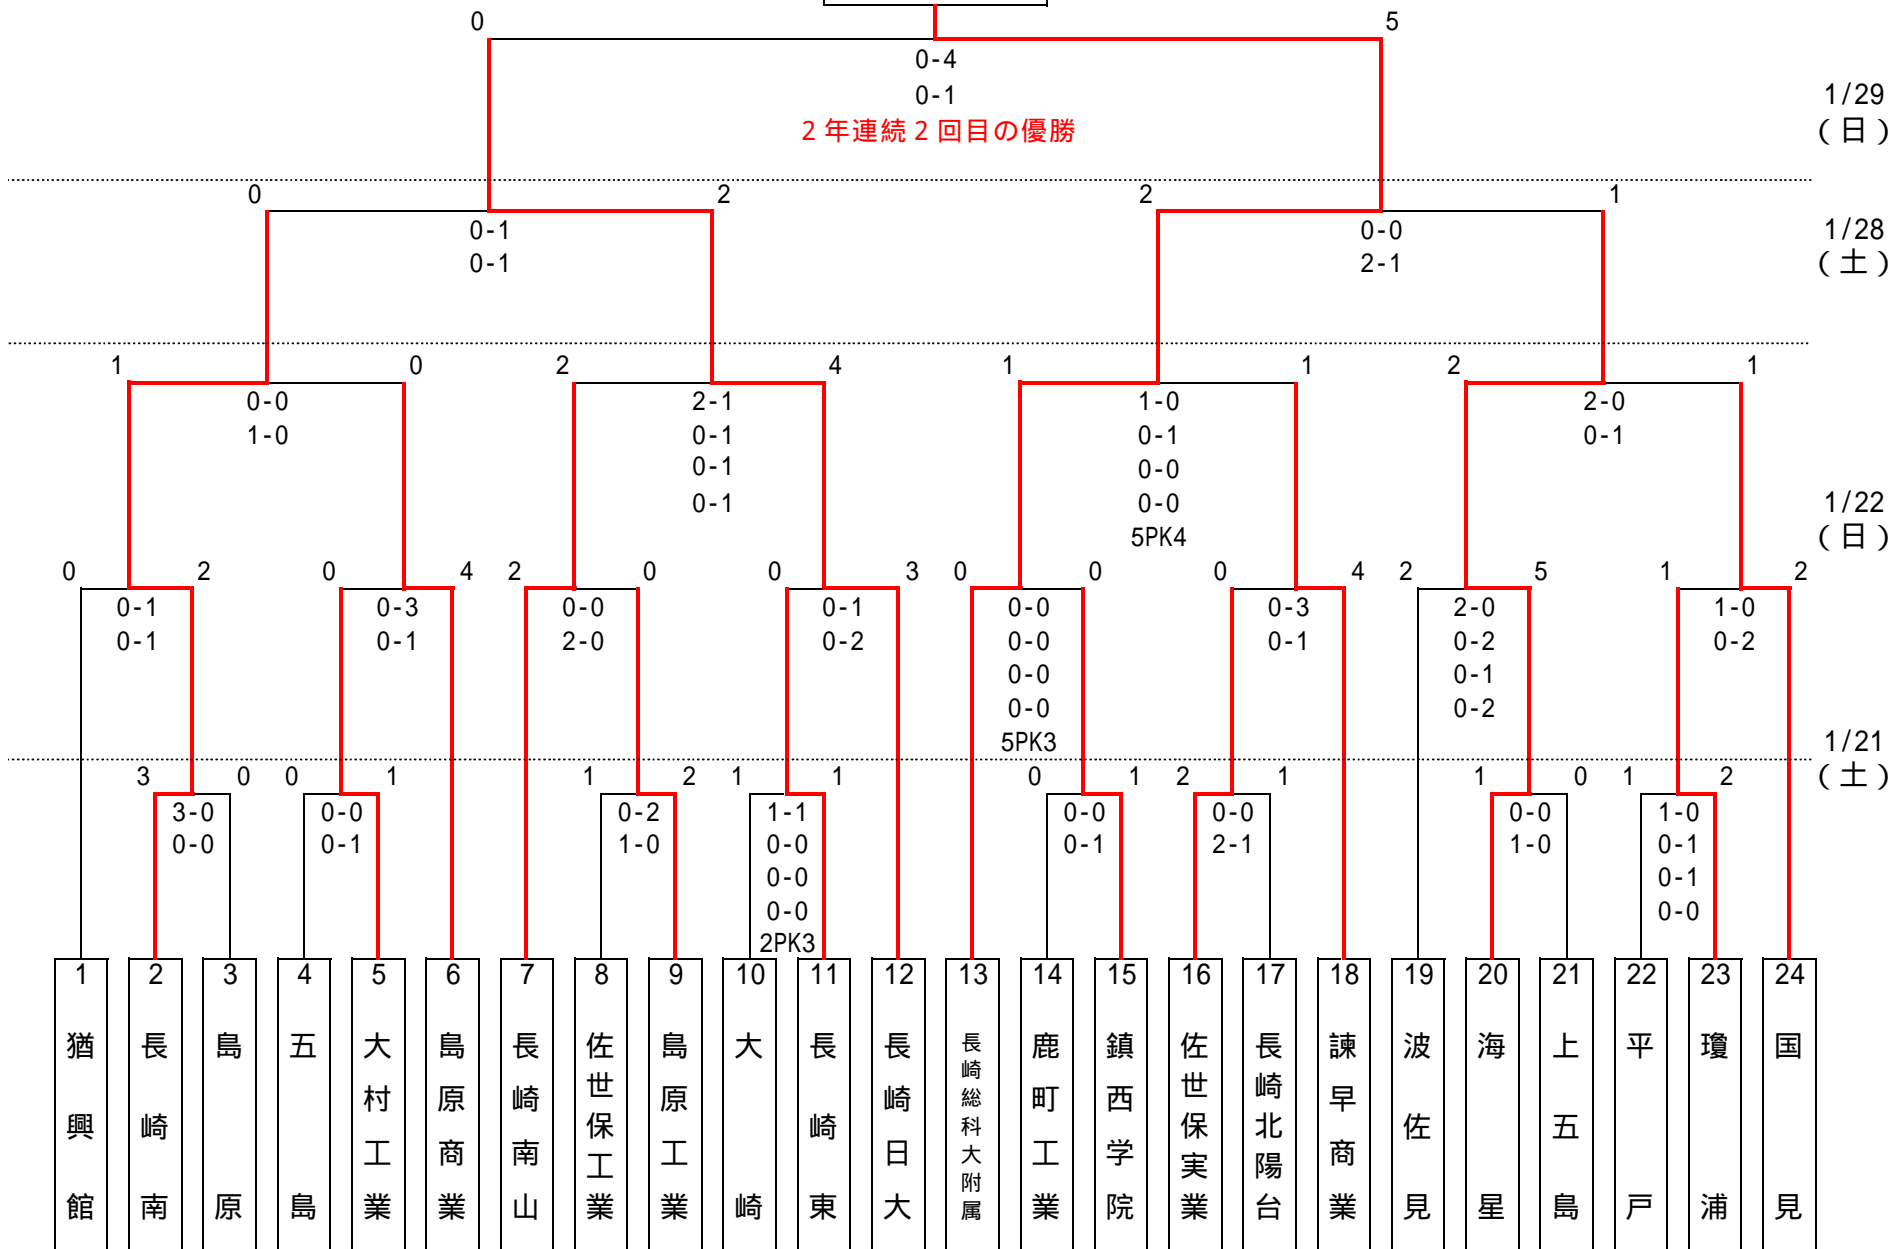 0 5
0-4
0-1
2年連続2回目の優勝
1/29
(日)
0 2 2 1
0-1 0-0
0-1 2-1
1/28
(土)
1 0 2 4 1 1 2 1
0-0 2-1 1-0 2-0
1-0 0-1 0-1 0-1
0-1 0-0
0-1 0-0
5PK4
1/22
(日)
0 2 0 4 2 0 0 3 0 0 0 4 2 5 1 2
0-1 0-3 0-0 0-1 0-0 0-3 2-0 1-0
0-1 0-1 2-0 0-2 0-0 0-1 0-2 0-2
0-0 0-1
0-0 0-2
5PK3
1/21
(土)
3 0 0 1 1 2 1 1 0 1 2 1 1 0 1 2
3-0 0-0 0-2 1-1 0-0 0-0 0-0 1-0
0-0 0-1 1-0 0-0 0-1 2-1 1-0 0-1
0-0 0-1
0-0 0-0
2PK3
1 猶興館
2 長崎南
3 島原
4 五島
5 大村工業
6 島原商業
7 長崎南山
8 佐世保工業
9 島原工業
10 大崎
11 長崎東
12 長崎日大
13 長崎総科大附属
14 鹿町工業
15 鎮西学院
16 佐世保実業
17 長崎北陽台
18 諫早商業
19 波佐見
20 海星
21 上五島
22 平戸
23 瓊浦
24 国見